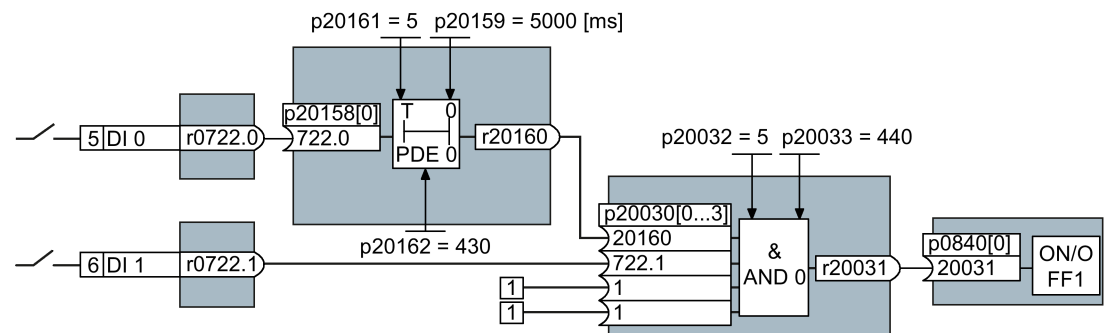 p20161 = 5 p20159 = 5000 [ms]
p20158[0]
T 0
5 DI 0 r0722.0 722.0 r20160
PDE 0
p20032 = 5 p20033 = 440
p20162 = 430
p20030[0...3]
20160
6 DI 1 r0722.1 722.1
&
AND 0
r20031
p0840[0]
20031
ON/O
FF1
1 1
1 1